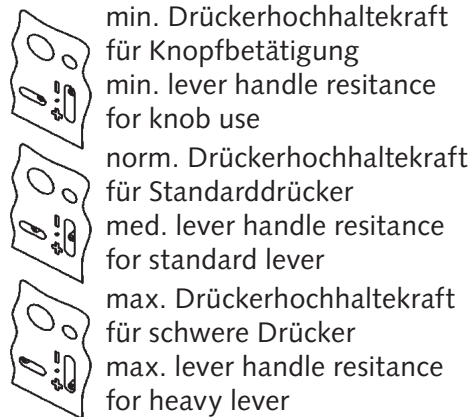 min. Drückerhochhaltekraft
für Knopfbetätigung
min. lever handle resitance
for knob use
norm. Drückerhochhaltekraft
für Standarddrücker
med. lever handle resitance
for standard lever
max. Drückerhochhaltekraft
für schwere Drücker
max. lever handle resitance
for heavy lever